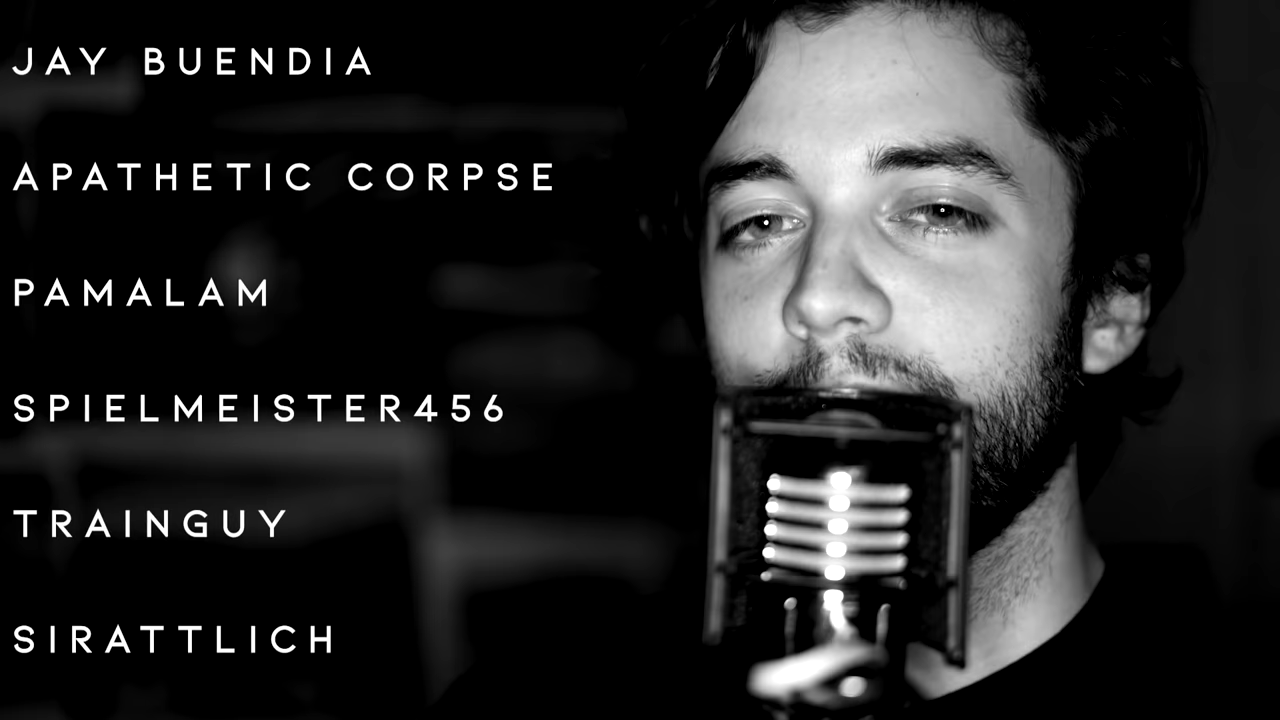 JAY BUENDIA
APATHETIC CORPSE
PAMALAM
SPIELMEISTER456
TRAINGUY
SIRATTLICH